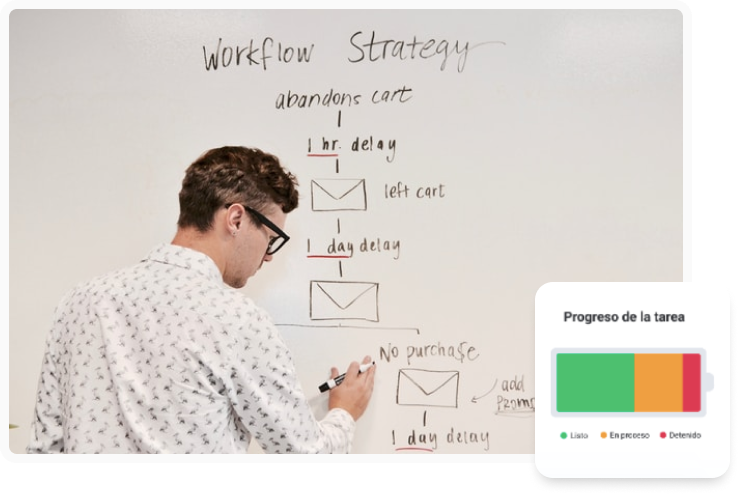 Workflow Strategy
abandons cart
1 hr. delay
left cart
1 day delay
No purchase
add
Promo
1 day delay
Progreso de la tarea
Listo
En proceso
Detenido